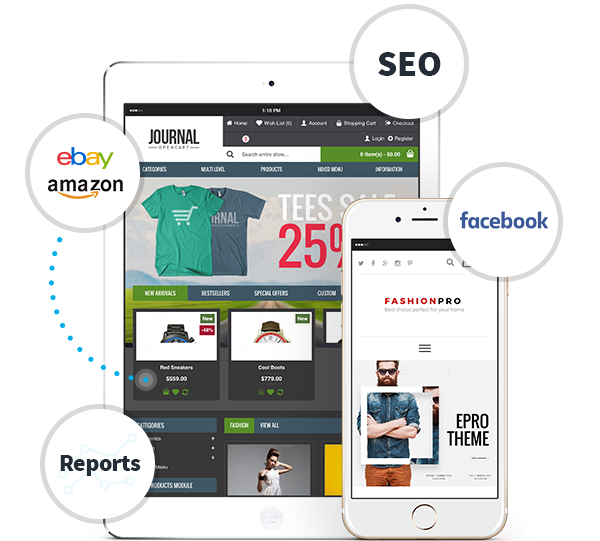 SEO
ebay
amazon
facebook
Reports
1:18 PM
JOURNAL
OPENCART
Home Wish List (0) Account Shopping Cart Checkout
Login Register
Search entire store...
0 Item(s) - $0.00
CATEGORIES MULTI LEVEL PRODUCTS MIXED MENU INFORMATION
JOURNAL
TEES SALE
25%
NEW ARRIVALS BESTSELLERS SPECIAL OFFERS CUSTOM
New
-48%
New
Red Sneakers
$559.00
Cool Boots
$779.00
CATEGORIES
FASHION VIEW ALL
Menu
PRODUCTS MODULE
FASHIONPRO
Best choice perfect for your home
EPRO
THEME